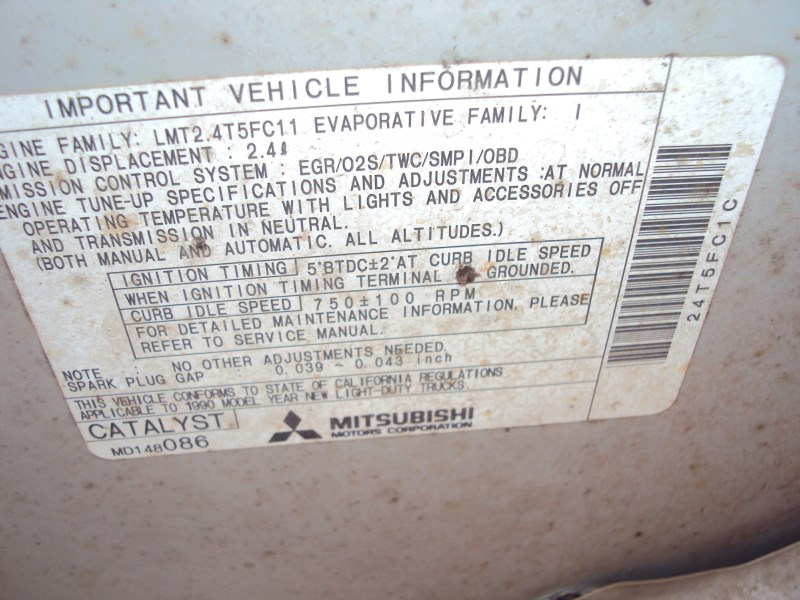 IMPORTANT VEHICLE INFORMATION
GINE FAMILY: LMT2.4T5FC11 EVAPORATIVE FAMILY: I
NGINE DISPLACEMENT : 2.4ℓ
MISSION CONTROL SYSTEM : EGR/O2S/TWC/SMPI/OBD
ENGINE TUNE-UP SPECIFICATIONS AND ADJUSTMENTS :AT NORMAL
OPERATING TEMPERATURE WITH LIGHTS AND ACCESSORIES OFF
AND TRANSMISSION IN NEUTRAL.
(BOTH MANUAL AND AUTOMATIC. ALL ALTITUDES.)
IGNITION TIMING 5°BTDC±2°AT CURB IDLE SPEED
WHEN IGNITION TIMING TERMINAL IS GROUNDED.
CURB IDLE SPEED 750±100 RPM
FOR DETAILED MAINTENANCE INFORMATION, PLEASE
REFER TO SERVICE MANUAL.
NOTE : NO OTHER ADJUSTMENTS NEEDED.
SPARK PLUG GAP : 0.039 - 0.043 inch
THIS VEHICLE CONFORMS TO STATE OF CALIFORNIA REGULATIONS
APPLICABLE TO 1990 MODEL YEAR NEW LIGHT-DUTY TRUCKS.
CATALYST
MD148086
MITSUBISHI
MOTORS CORPORATION
24T5FC1C